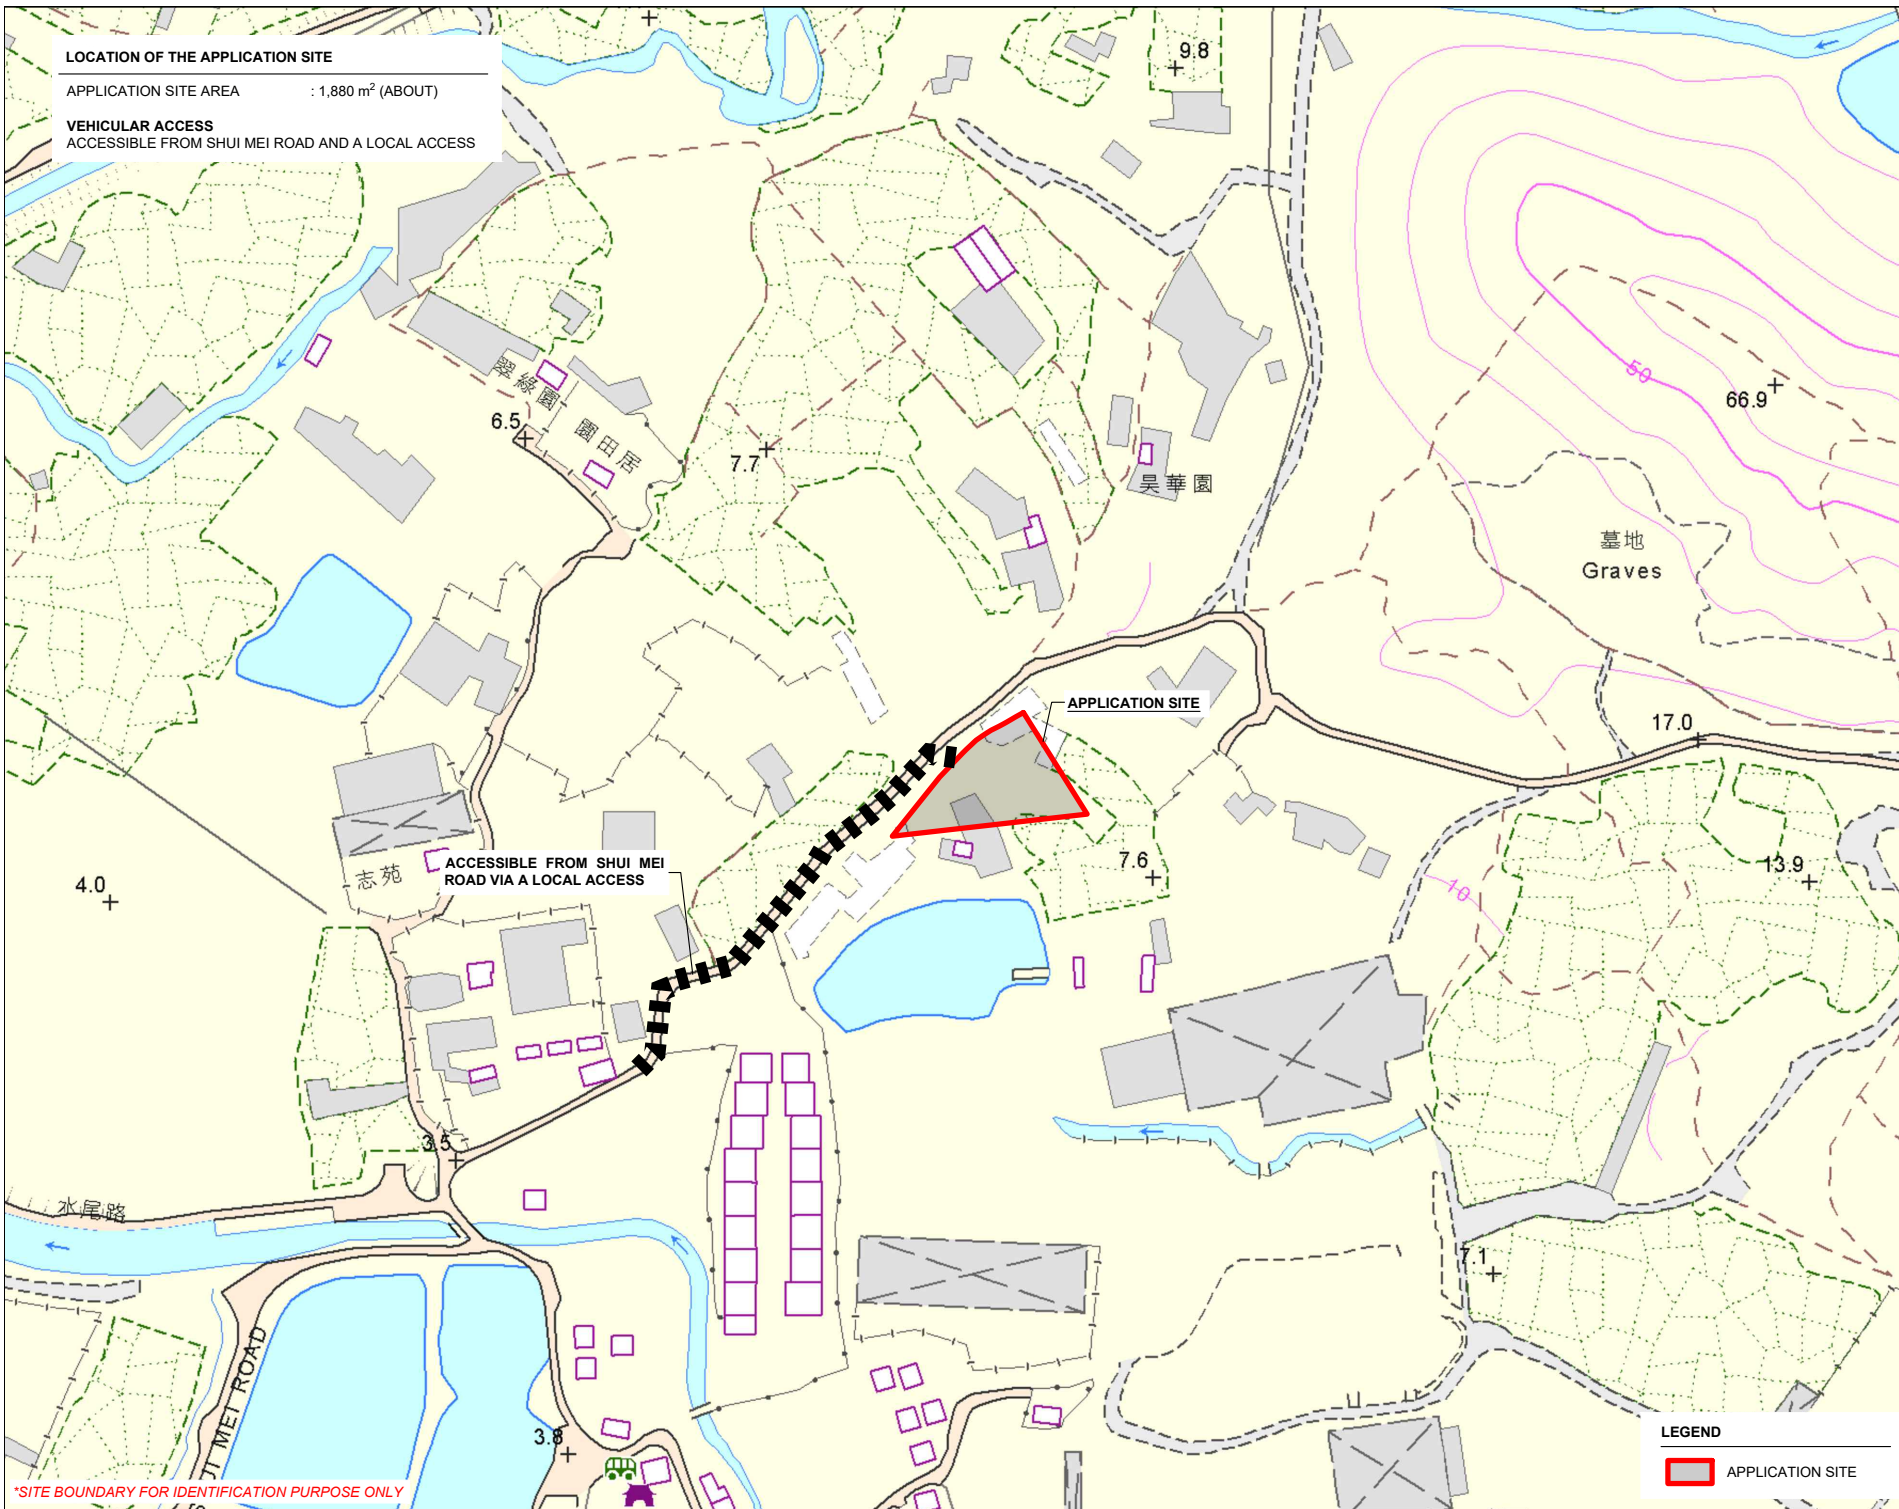 LOCATION OF THE APPLICATION SITE
APPLICATION SITE AREA : 1,880 m² (ABOUT)
VEHICULAR ACCESS
ACCESSIBLE FROM SHUI MEI ROAD AND A LOCAL ACCESS
9.8
翠綠園
6.5
園田居
7.7
昊華園
50
66.9
墓地
Graves
APPLICATION SITE
17.0
ACCESSIBLE FROM SHUI MEI
ROAD VIA A LOCAL ACCESS
志苑
4.0
7.6
10
13.9
3.5
水尾路
7.1
MEI ROAD
3.8
LEGEND
APPLICATION SITE
*SITE BOUNDARY FOR IDENTIFICATION PURPOSE ONLY